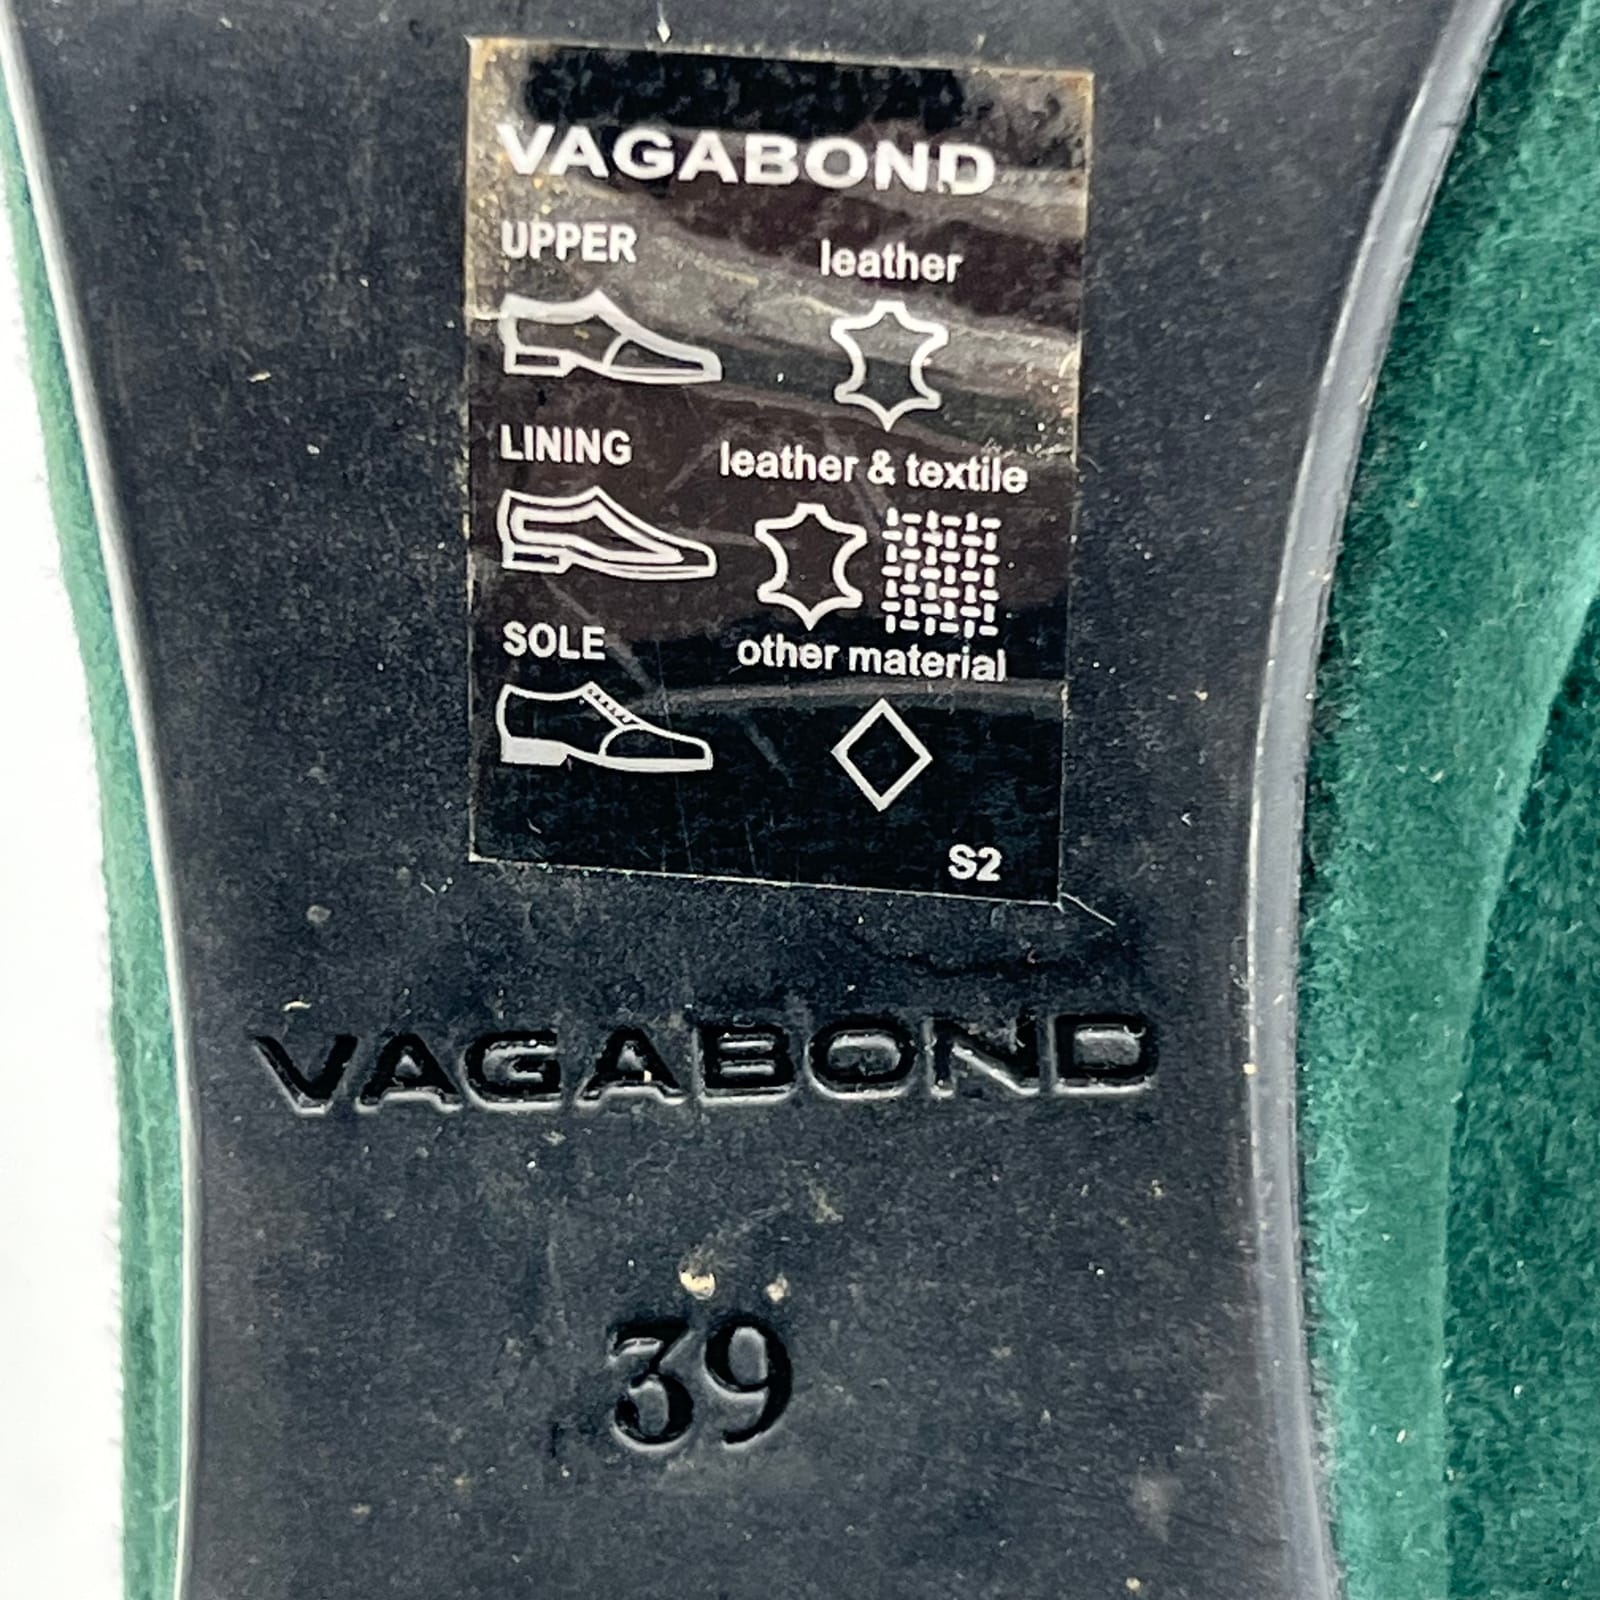 VAGABOND
UPPER leather
LINING leather & textile
SOLE other material
S2
VAGABOND
39